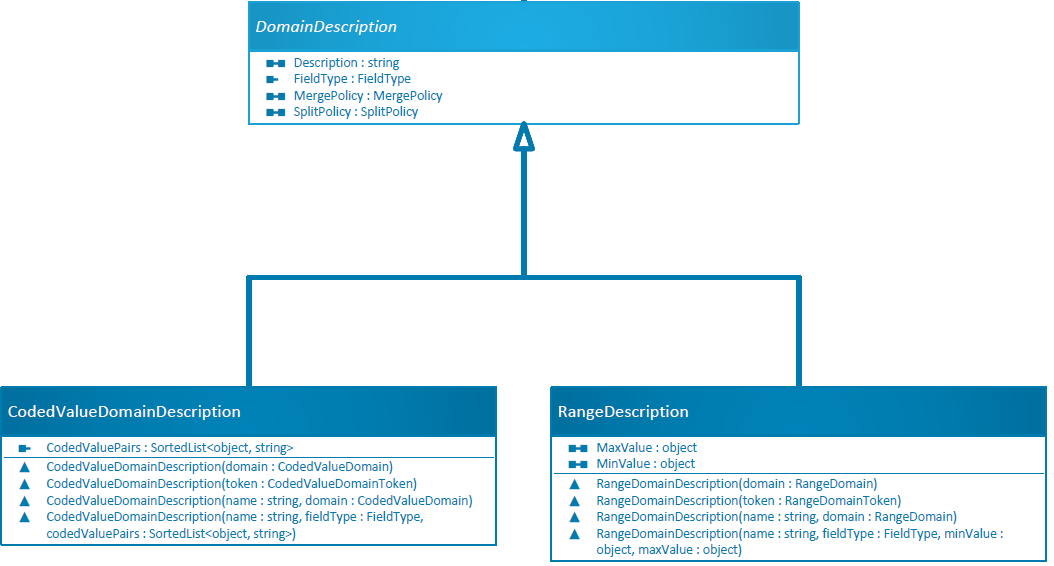 DomainDescription
Description : string
FieldType : FieldType
MergePolicy : MergePolicy
SplitPolicy : SplitPolicy
CodedValueDomainDescription
CodedValuePairs : SortedList<object, string>
CodedValueDomainDescription(domain : CodedValueDomain)
CodedValueDomainDescription(token : CodedValueDomainToken)
CodedValueDomainDescription(name : string, domain : CodedValueDomain)
CodedValueDomainDescription(name : string, fieldType : FieldType,
codedValuePairs : SortedList<object, string>)
RangeDescription
MaxValue : object
MinValue : object
RangeDomainDescription(domain : RangeDomain)
RangeDomainDescription(token : RangeDomainToken)
RangeDomainDescription(name : string, domain : RangeDomain)
RangeDomainDescription(name : string, fieldType : FieldType, minValue :
object, maxValue : object)